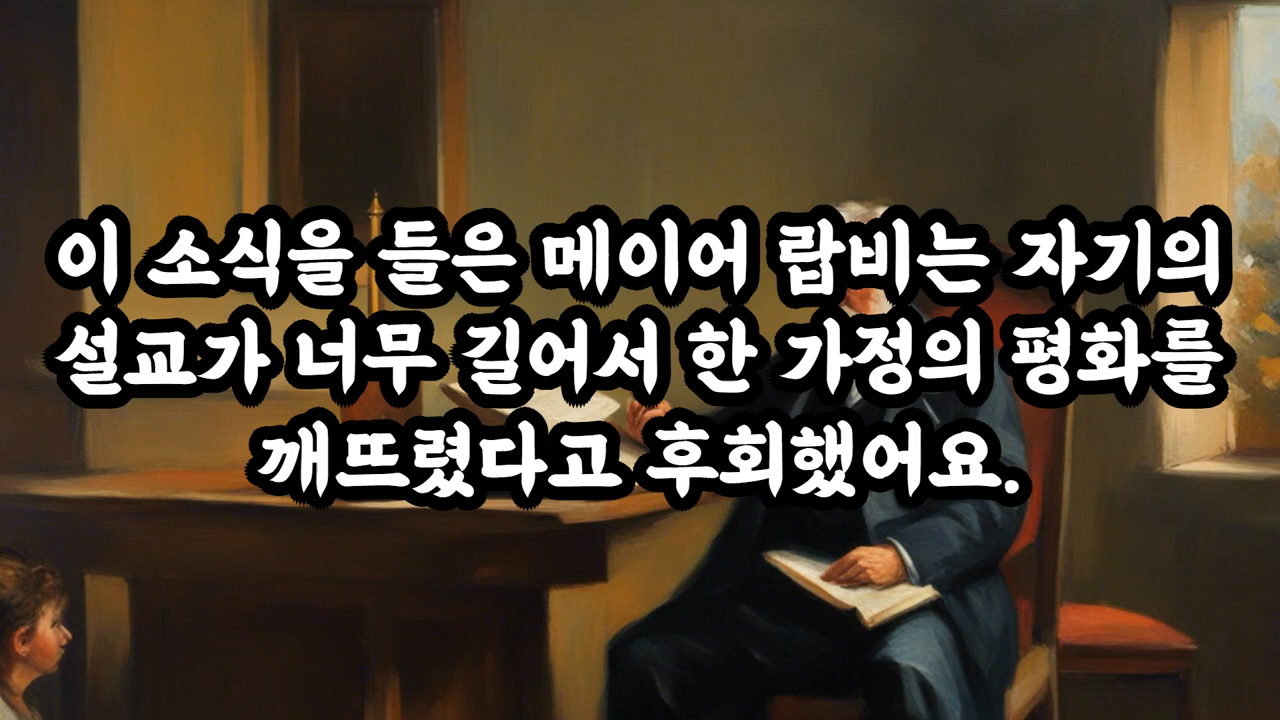 이 소식을 들은 메이어 랍비는 자기의
설교가 너무 길어서 한 가정의 평화를
깨뜨렸다고 후회했어요.